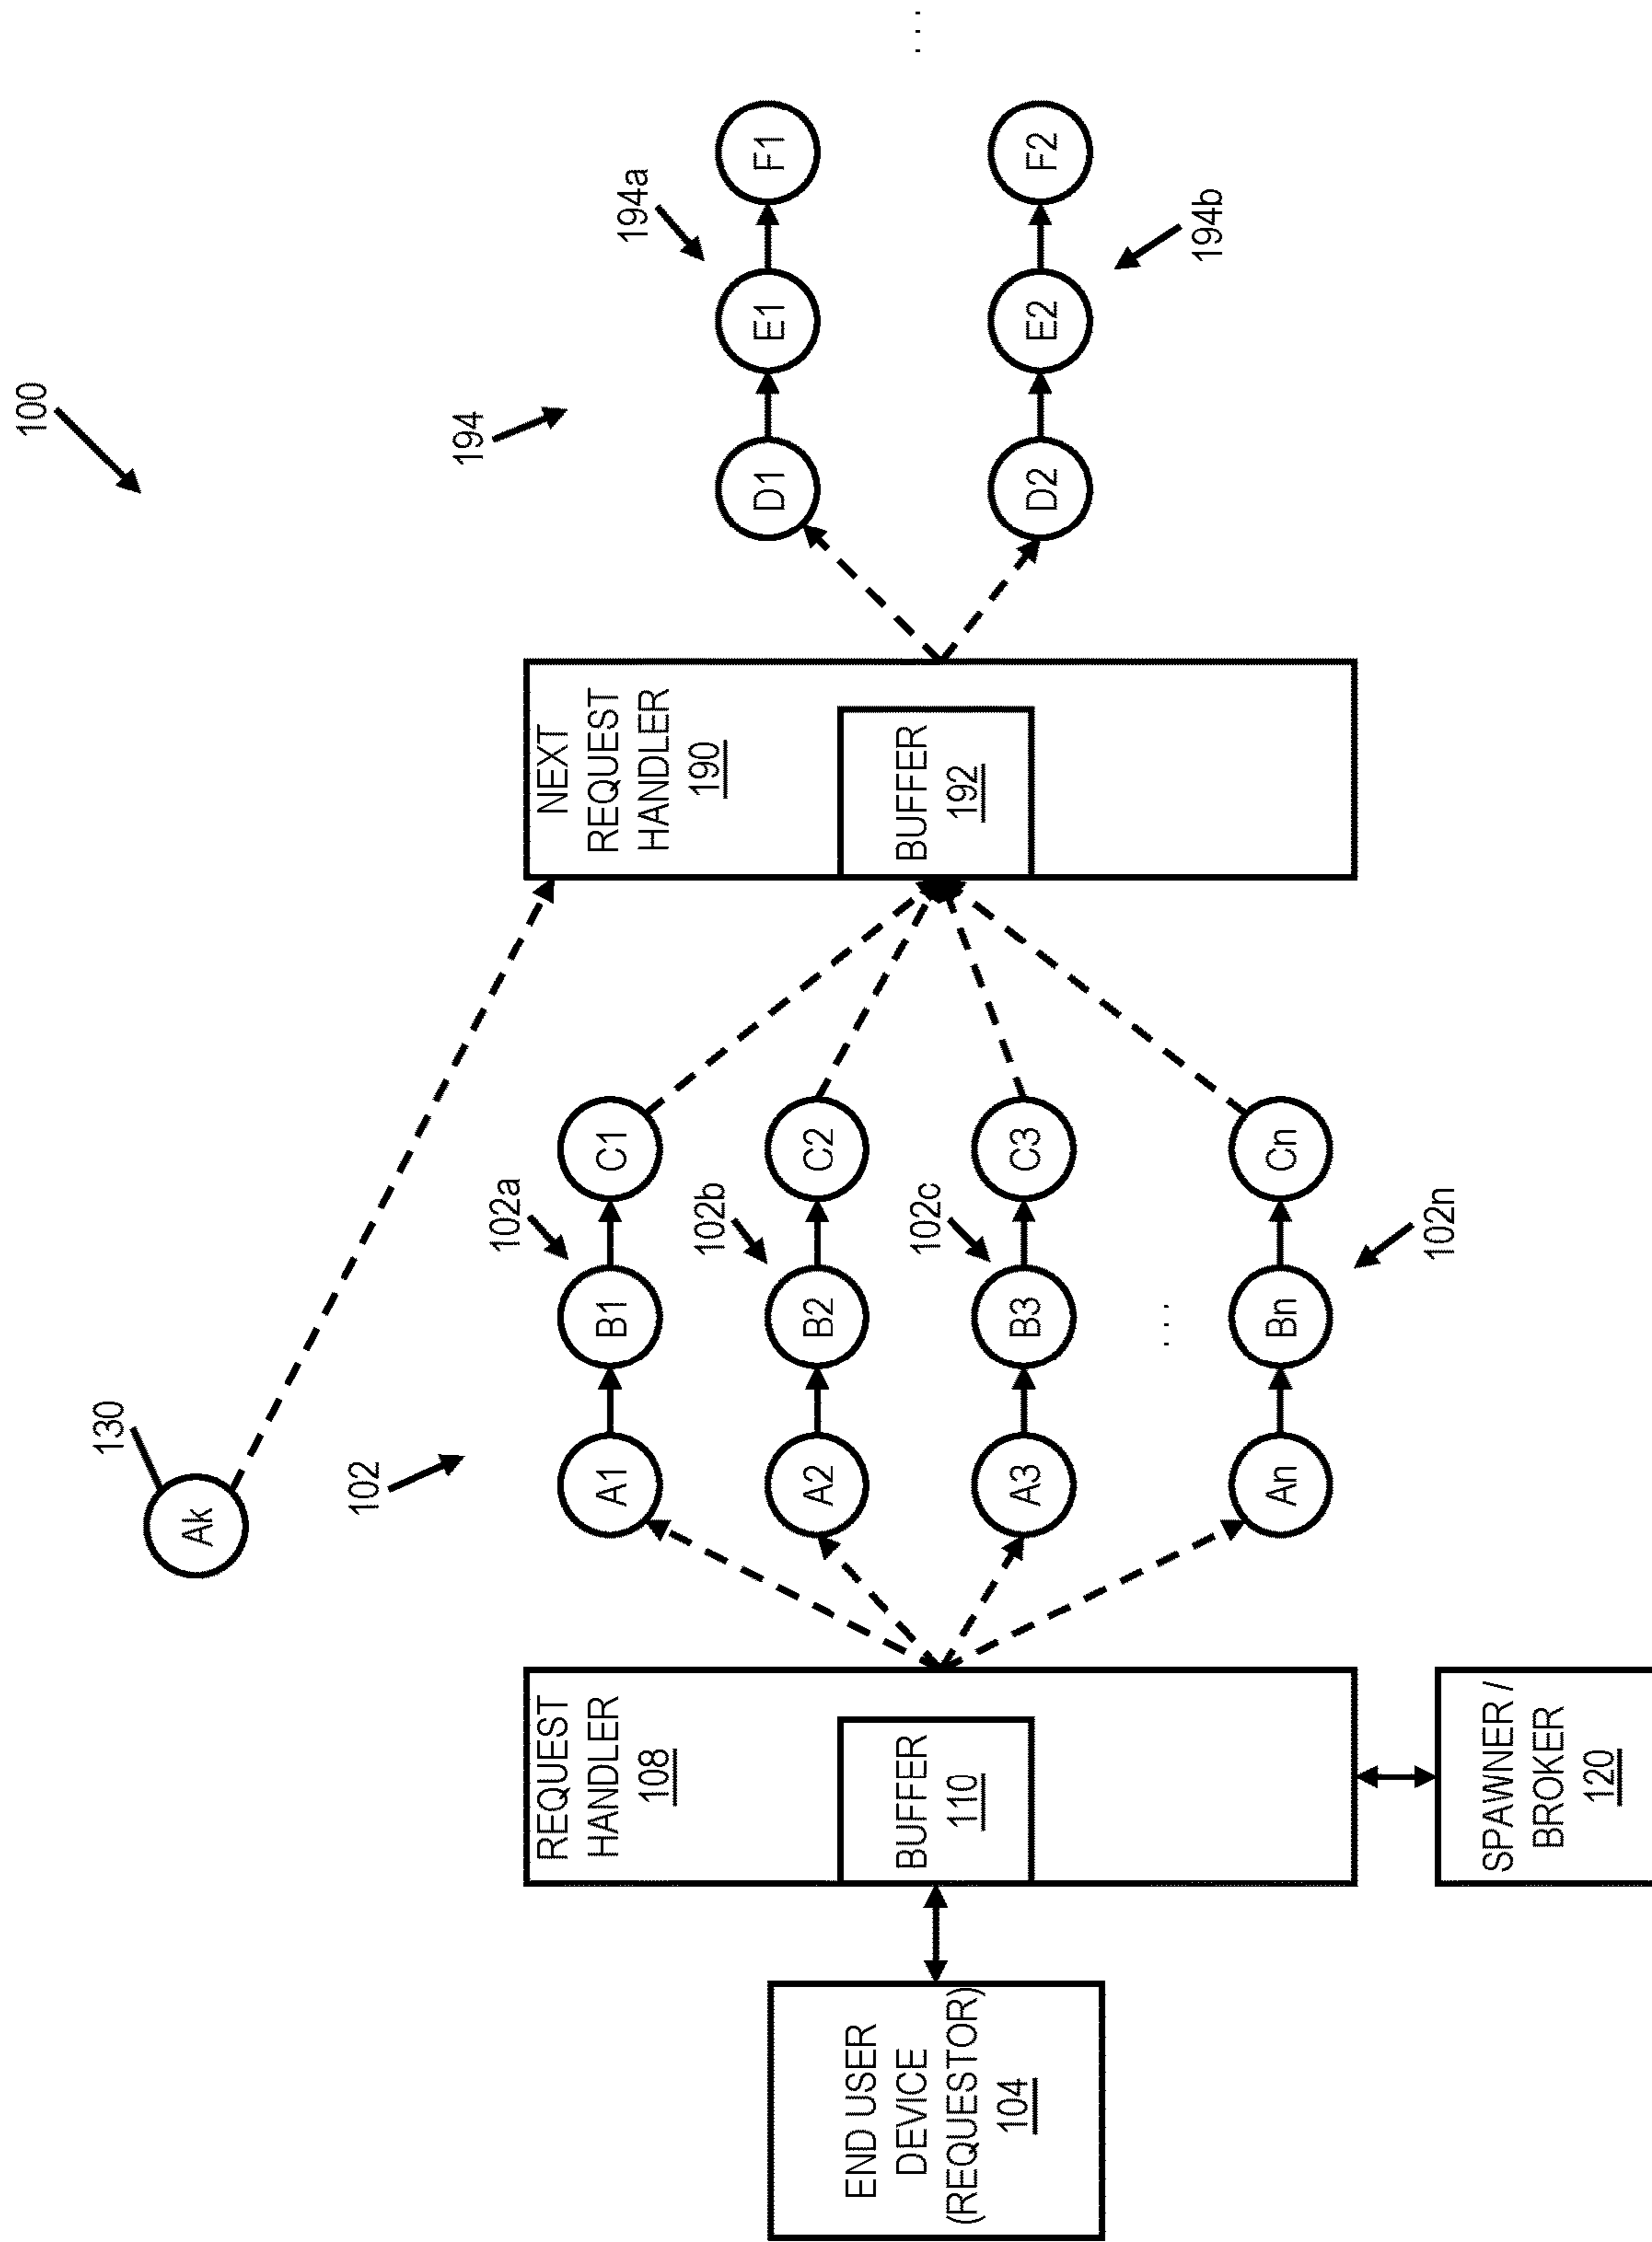 100
130
Ak
102
194
END USER
DEVICE
(REQUESTOR)
104
REQUEST
HANDLER
108
BUFFER
110
SPAWNER /
BROKER
120
A1
B1
C1
102a
A2
B2
C2
102b
A3
B3
C3
102c
. . .
An
Bn
Cn
102n
NEXT
REQUEST
HANDLER
190
BUFFER
192
D1
E1
F1
194a
D2
E2
F2
194b
. . .